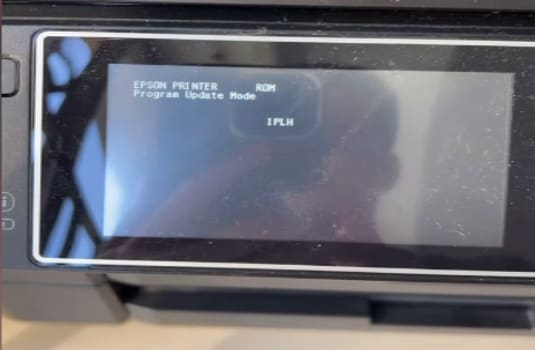 EPSON PRINTER ROM
Program Update Mode
IPLH
i